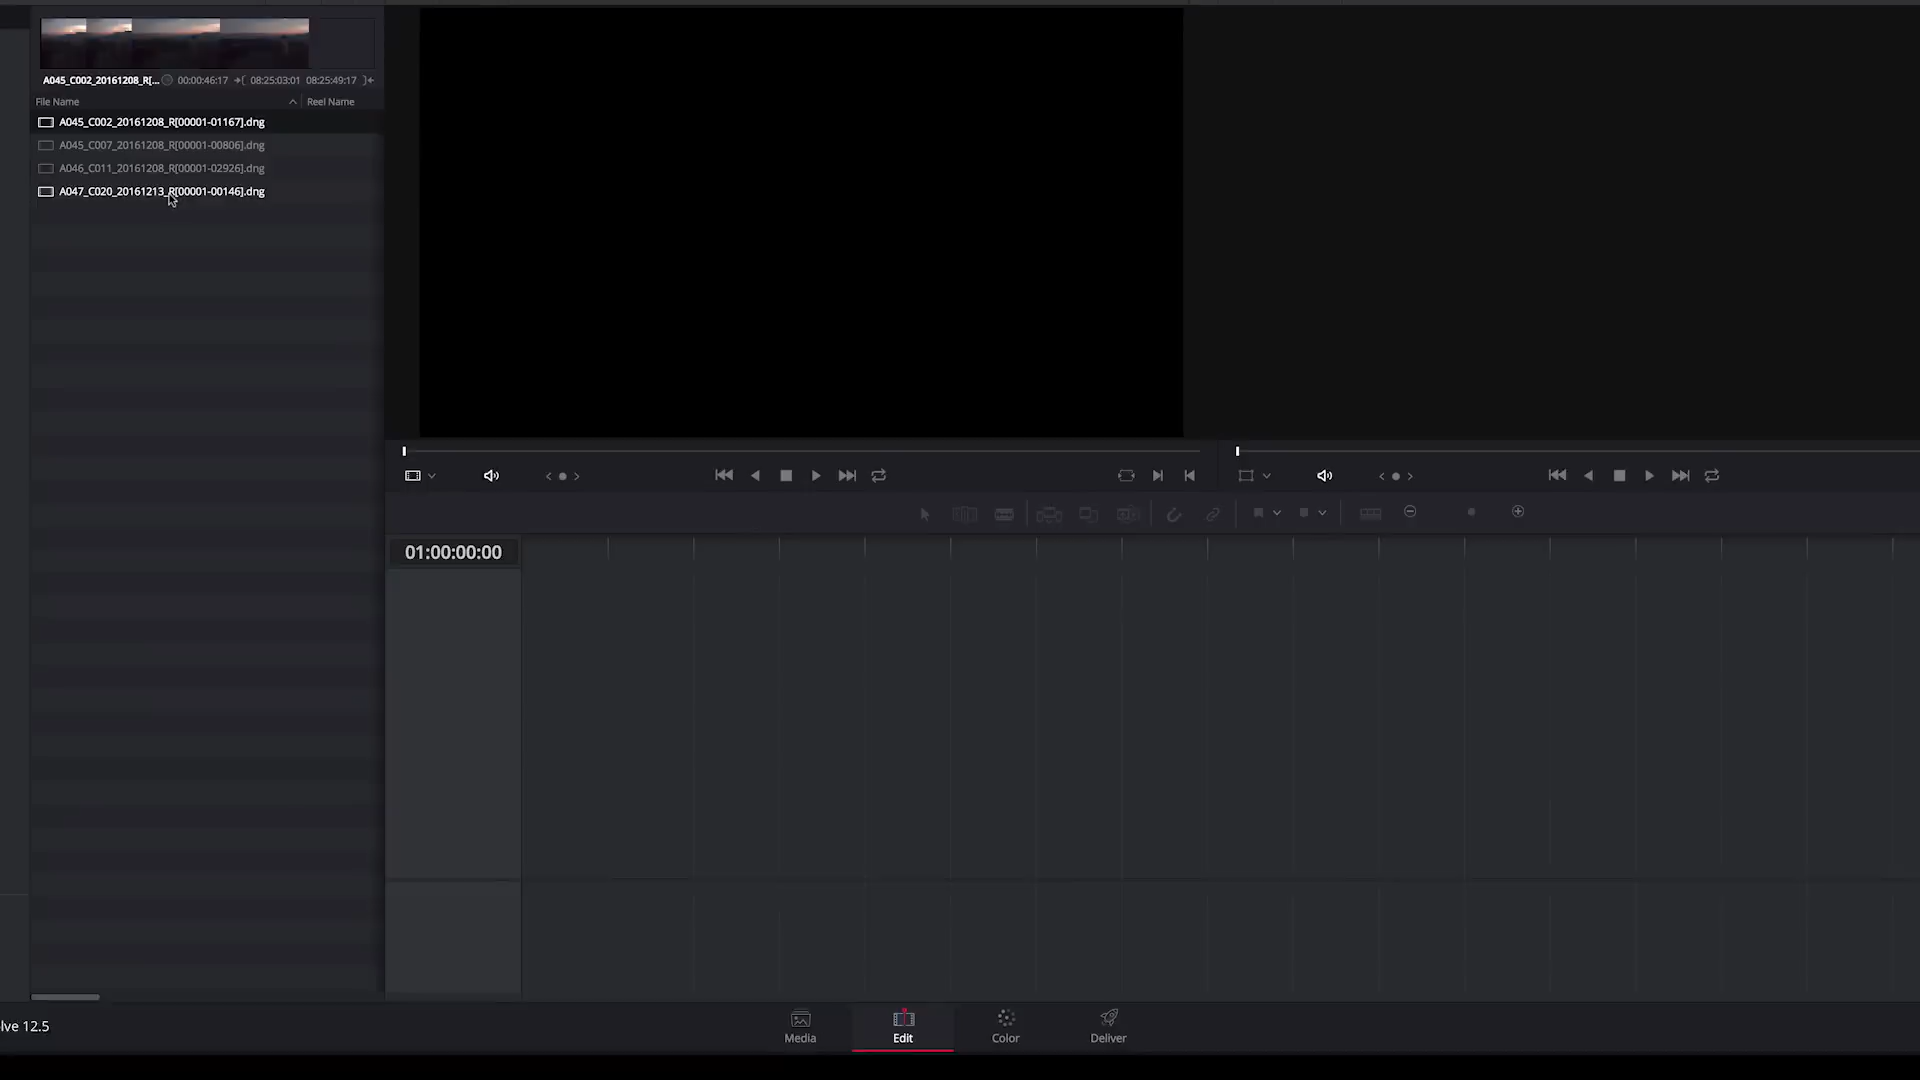 A045_C002_20161208_R[... 00:00:46:17 08:25:03:01 08:25:49:17
File Name Reel Name
A045_C002_20161208_R[00001-01167].dng
A045_C007_20161208_R[00001-00806].dng
A046_C011_20161208_R[00001-02926].dng
A047_C020_20161213_R[00001-00146].dng
01:00:00:00
lve 12.5
Media
Edit
Color
Deliver